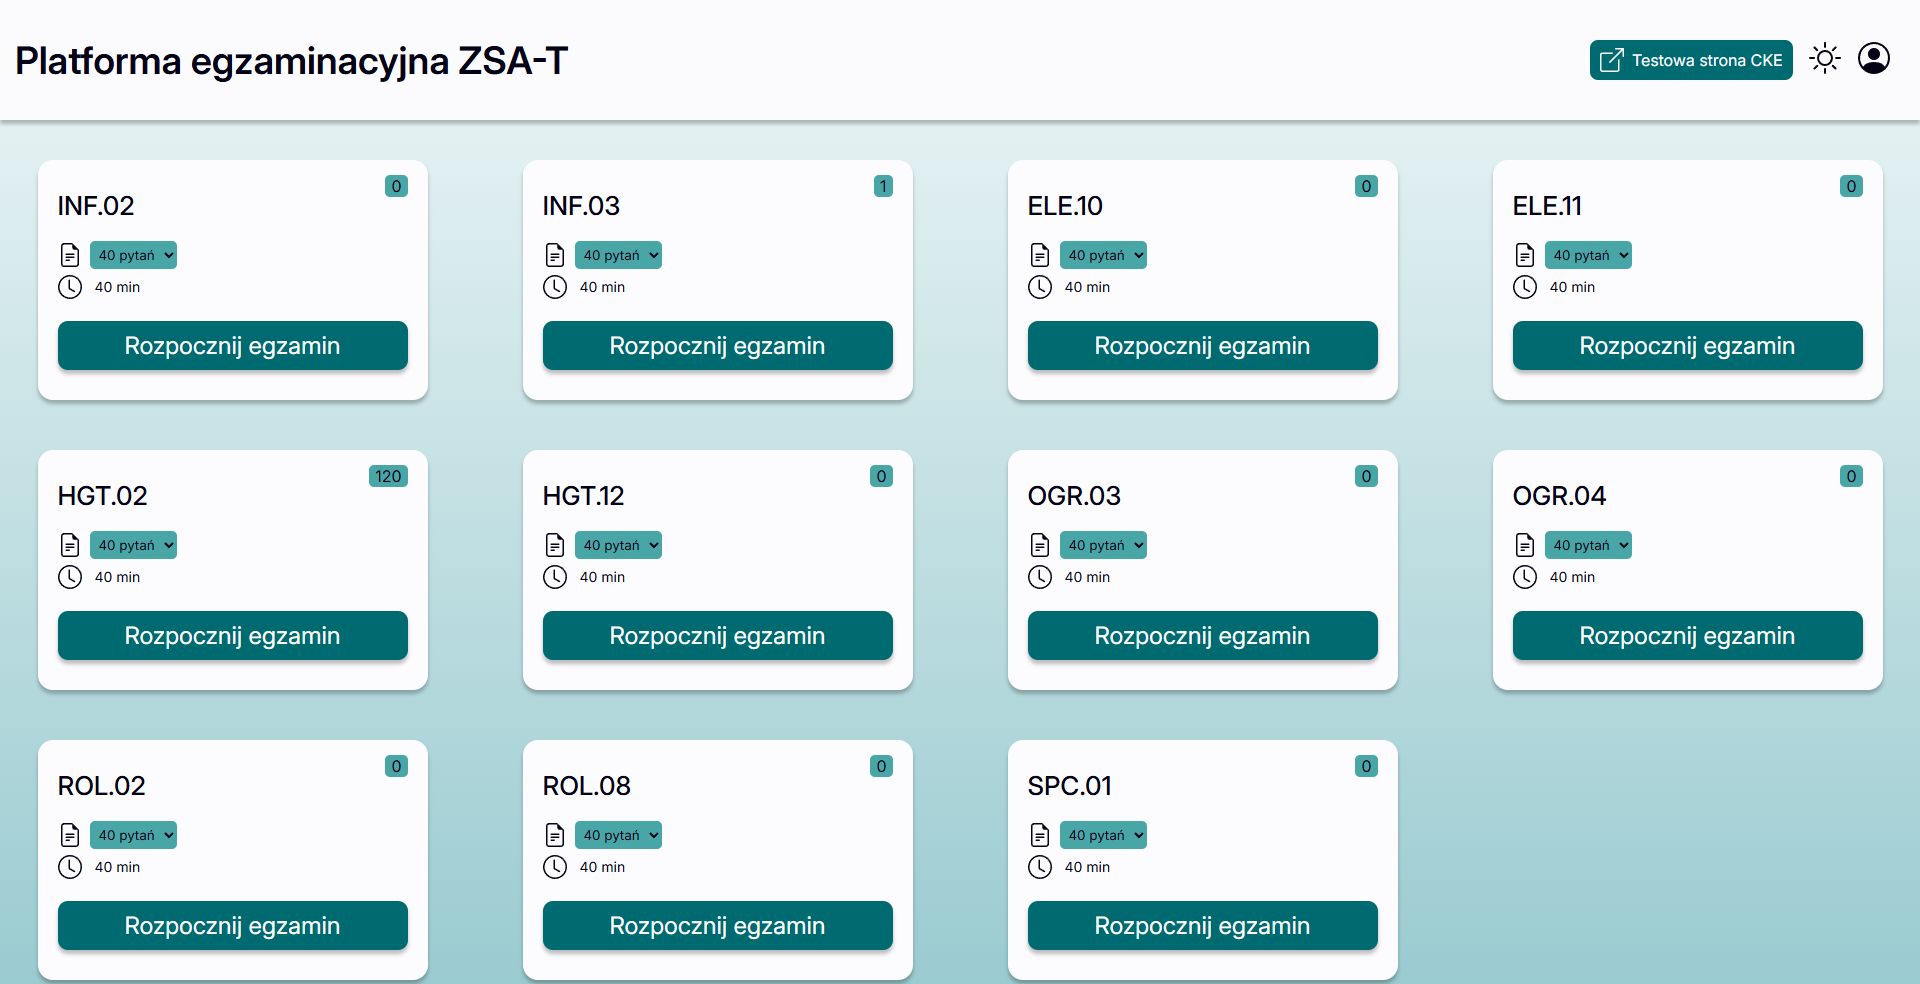 Platforma egzaminacyjna ZSA-T
Testowa strona CKE
0
INF.02
40 pytań
40 min
Rozpocznij egzamin
1
INF.03
40 pytań
40 min
Rozpocznij egzamin
0
ELE.10
40 pytań
40 min
Rozpocznij egzamin
0
ELE.11
40 pytań
40 min
Rozpocznij egzamin
120
HGT.02
40 pytań
40 min
Rozpocznij egzamin
0
HGT.12
40 pytań
40 min
Rozpocznij egzamin
0
OGR.03
40 pytań
40 min
Rozpocznij egzamin
0
OGR.04
40 pytań
40 min
Rozpocznij egzamin
0
ROL.02
40 pytań
40 min
Rozpocznij egzamin
0
ROL.08
40 pytań
40 min
Rozpocznij egzamin
0
SPC.01
40 pytań
40 min
Rozpocznij egzamin